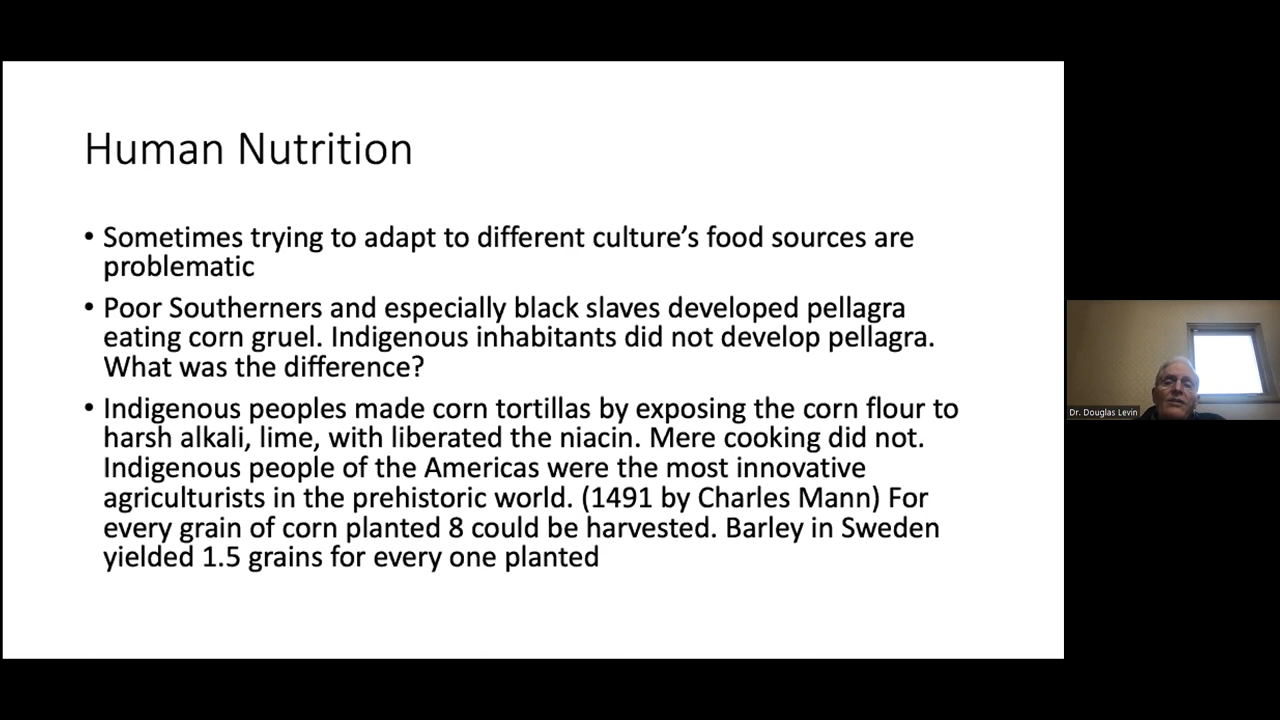 Human Nutrition
• Sometimes trying to adapt to different culture's food sources are
problematic
• Poor Southerners and especially black slaves developed pellagra
eating corn gruel. Indigenous inhabitants did not develop pellagra.
What was the difference?
• Indigenous peoples made corn tortillas by exposing the corn flour to
harsh alkali, lime, with liberated the niacin. Mere cooking did not.
Indigenous people of the Americas were the most innovative
agriculturists in the prehistoric world. (1491 by Charles Mann) For
every grain of corn planted 8 could be harvested. Barley in Sweden
yielded 1.5 grains for every one planted
Dr. Douglas Levin